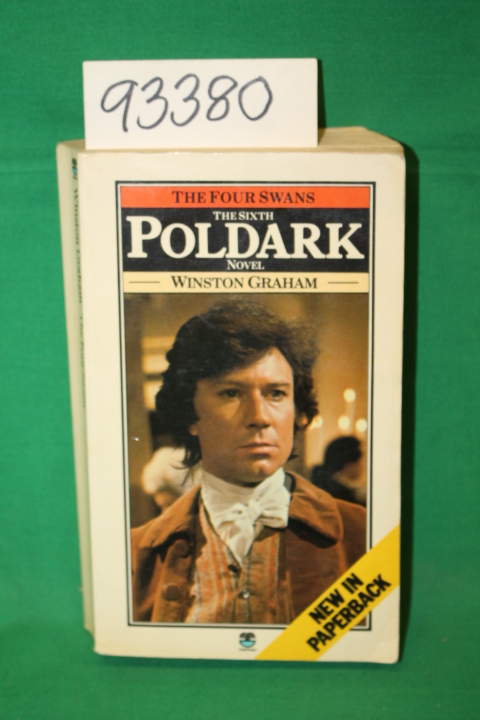 93380
THE FOUR SWANS
THE SIXTH
POLDARK
NOVEL
WINSTON GRAHAM
NEW IN
PAPERBACK